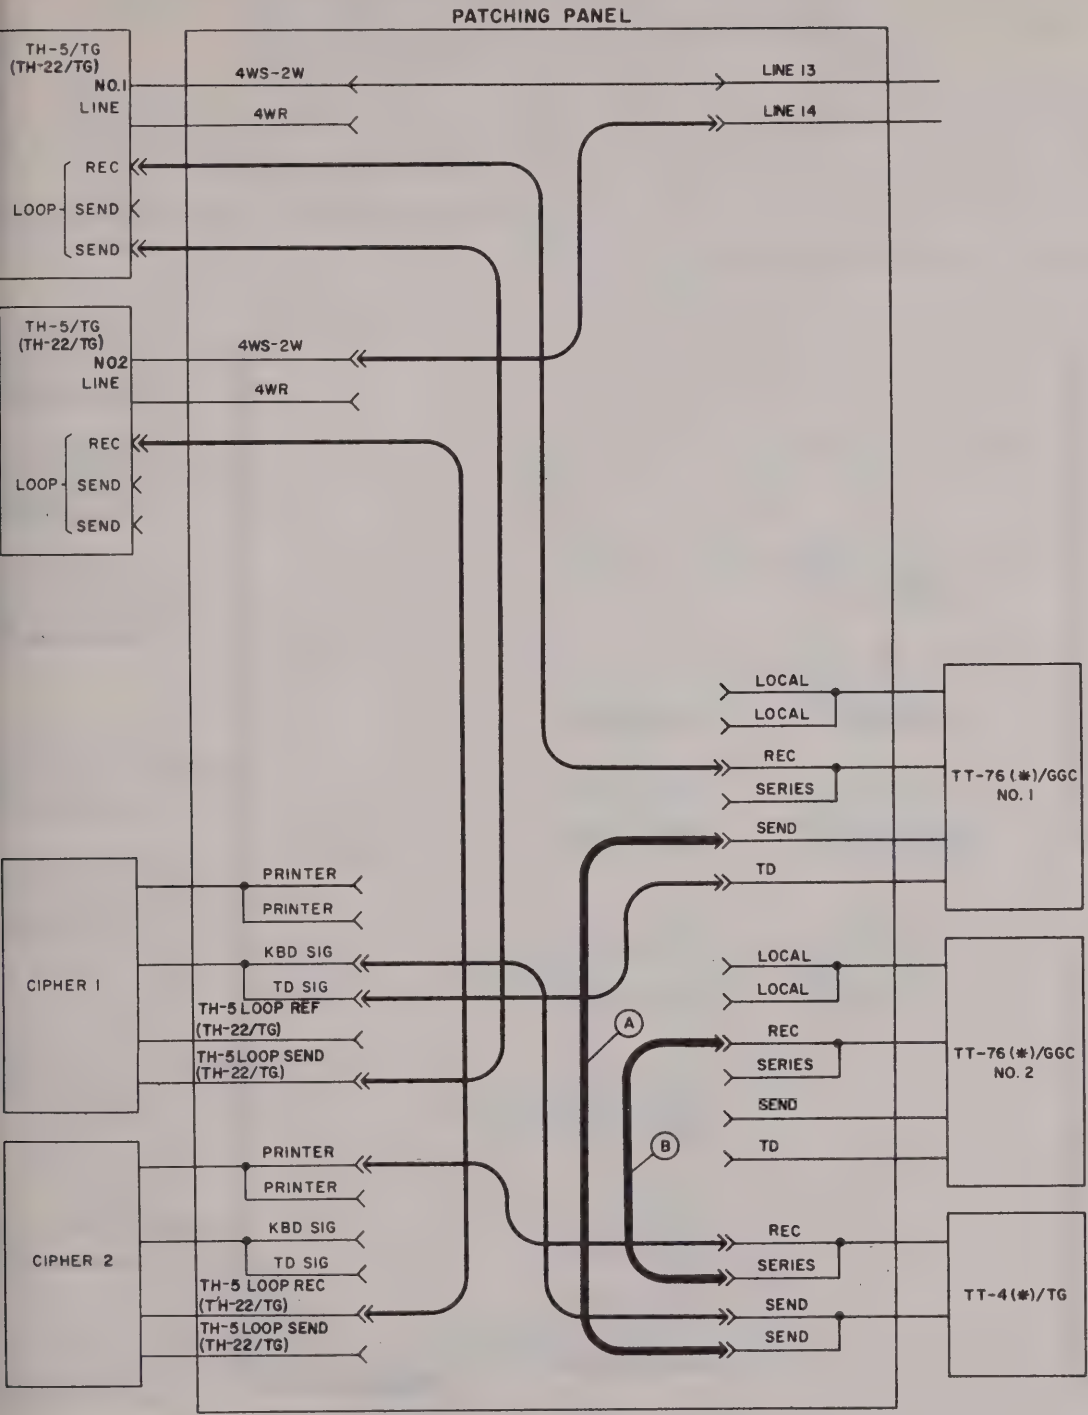 PATCHING PANEL
TH-5/TG
(TH-22/TG)
NO.1
LINE
4WS-2W
4WR
LINE 13
LINE 14
REC
LOOP
SEND
SEND
TH-5/TG
(TH-22/TG)
NO.2
LINE
4WS-2W
4WR
REC
LOOP
SEND
SEND
LOCAL
LOCAL
REC
SERIES
SEND
TD
TT-76(*)/GGC
NO. 1
CIPHER 1
PRINTER
PRINTER
KBD SIG
TD SIG
TH-5 LOOP REF
(TH-22/TG)
TH-5 LOOP SEND
(TH-22/TG)
A
LOCAL
LOCAL
REC
SERIES
SEND
TD
TT-76(*)/GGC
NO. 2
B
CIPHER 2
PRINTER
PRINTER
KBD SIG
TD SIG
TH-5 LOOP REC
(TH-22/TG)
TH-5 LOOP SEND
(TH-22/TG)
REC
SERIES
SEND
SEND
TT-4(*)/TG